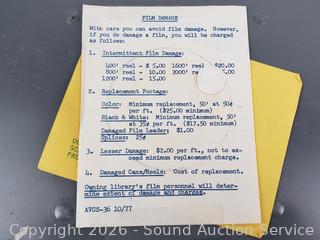 FILM DAMAGE
With care you can avoid film damage. However,
if you do damage a film, you will be charged
as follows:
1. Intermittent Film Damage:
400' reel - $ 5.00 1600' reel - $20.00
800' reel - 10.00 2000' reel -
1200' reel - 15.00
2. Replacement Footage:
Color: Minimum replacement, 50' at 50¢
per ft. ($25.00 minimum)
Black & White: Minimum replacement, 50'
at 35¢ per ft. ($17.50 minimum)
Damaged Film Leader: $1.00
Splices: 25¢
3. Lesser Damage: $2.00 per ft., not to ex-
ceed minimum replacement charge.
4. Damaged Cans/Reels: Cost of replacement.
Owning library's film personnel will deter-
mine extent of damage and charges.
AVCS-36 10/77
Copyright 2026 - Sound Auction Service